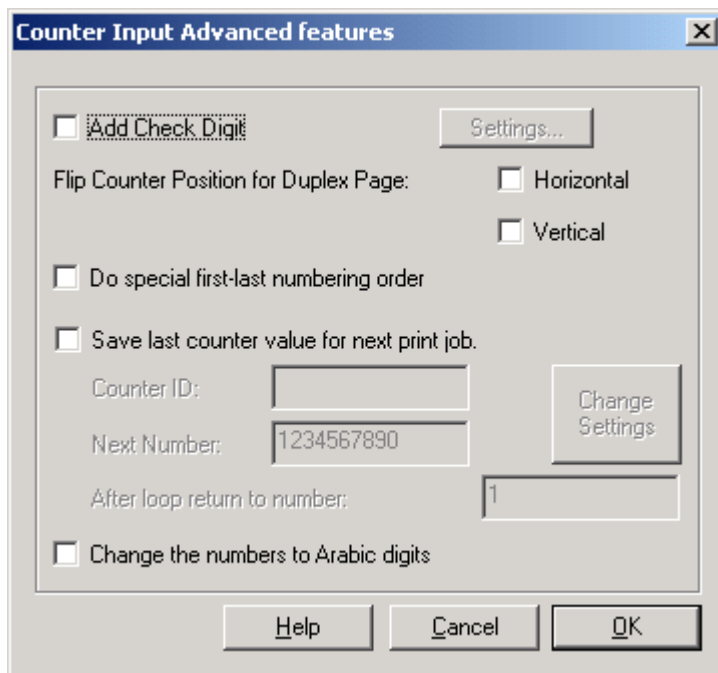 Counter Input Advanced features
Add Check Digit
Settings...
Flip Counter Position for Duplex Page:
Horizontal
Vertical
Do special first-last numbering order
Save last counter value for next print job.
Counter ID:
Change
Settings
Next Number:
1234567890
After loop return to number:
1
Change the numbers to Arabic digits
Help
Cancel
OK